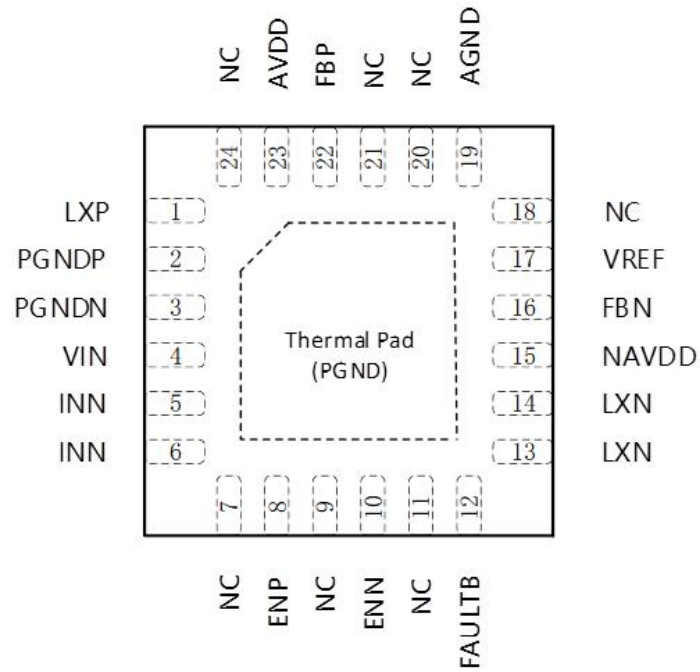 NC
AVDD
FBP
NC
NC
AGND
24
23
22
21
20
19
LXP 1
PGNDP 2
PGNDN 3
VIN 4
INN 5
INN 6
18 NC
17 VREF
16 FBN
15 NAVDD
14 LXN
13 LXN
Thermal Pad
(PGND)
7
8
9
10
11
12
NC
ENP
NC
ENN
NC
FAULTB